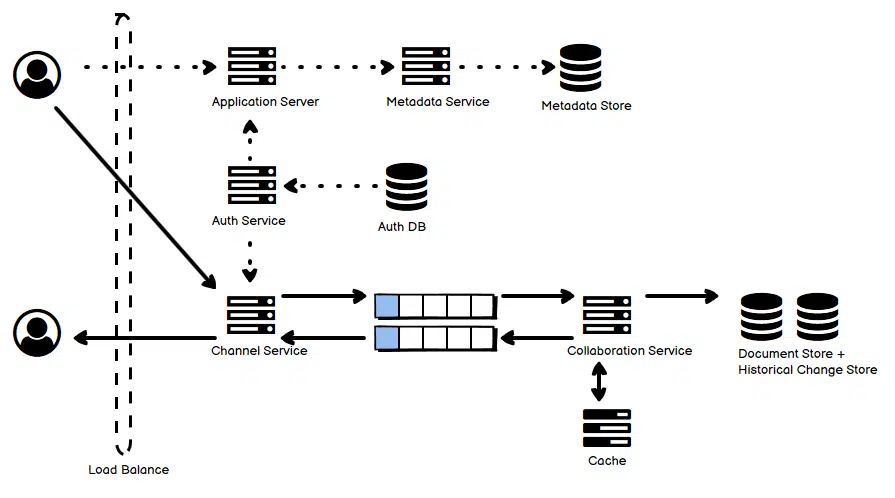 Application Server
Metadata Service
Metadata Store
Auth Service
Auth DB
Channel Service
Collaboration Service
Document Store +
Historical Change Store
Cache
Load Balance